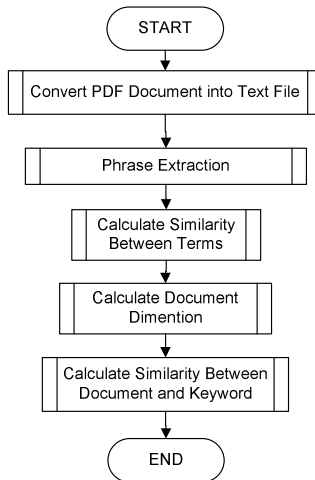 START
Convert PDF Document into Text File
Phrase Extraction
Calculate Similarity
Between Terms
Calculate Document
Dimention
Calculate Similarity Between
Document and Keyword
END